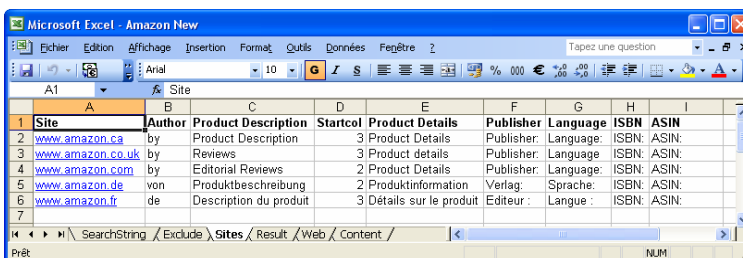 Microsoft Excel - Amazon New
Fichier Edition Affichage Insertion Format Outils Données Fenêtre ? Tapez une question
Arial 10 G I S % 000 €
A1 fx Site
A B C D E F G H I
1 Site Author Product Description Startcol Product Details Publisher Language ISBN ASIN
2 www.amazon.ca by Product Description 3 Product Details Publisher: Language: ISBN: ASIN:
3 www.amazon.co.uk by Reviews 3 Product details Publisher: Language: ISBN: ASIN:
4 www.amazon.com by Editorial Reviews 2 Product Details Publisher: Language: ISBN: ASIN:
5 www.amazon.de von Produktbeschreibung 2 Produktinformation Verlag: Sprache: ISBN: ASIN:
6 www.amazon.fr de Description du produit 3 Détails sur le produit Editeur : Langue : ISBN: ASIN:
7
SearchString Exclude Sites Result Web Content
Prêt NUM